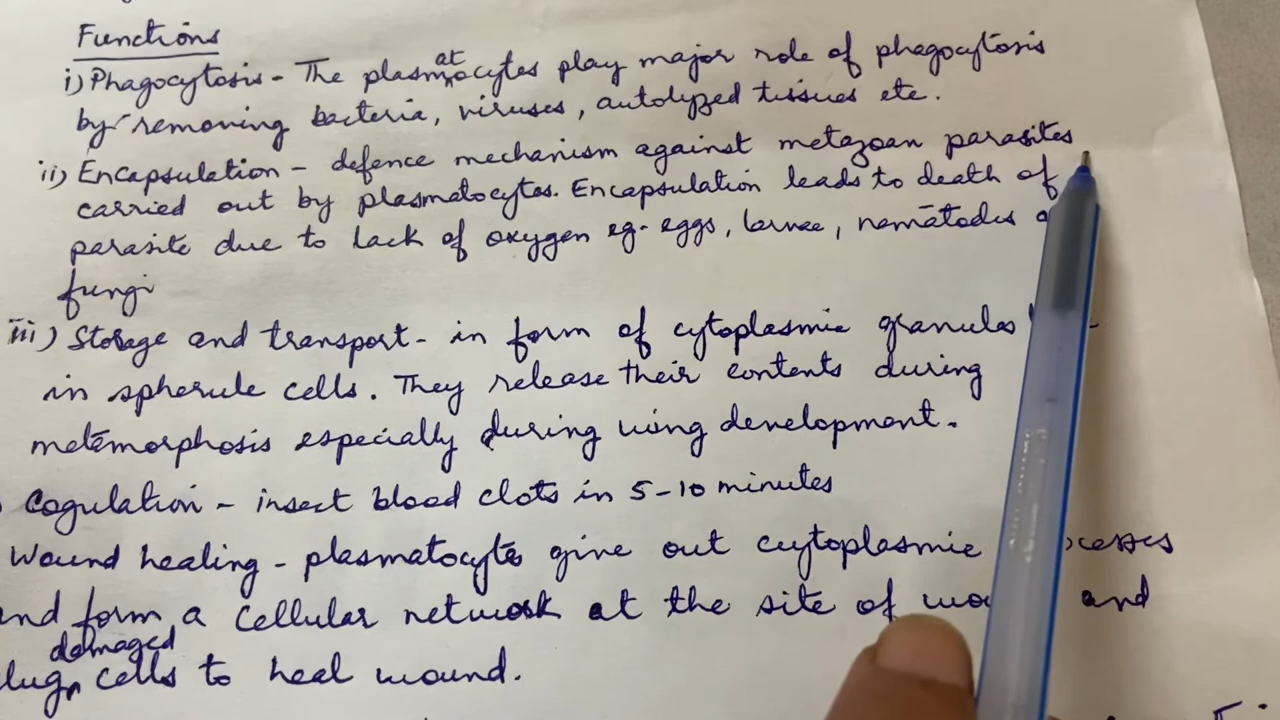 Functions
i) Phagocytosis - The plasmatocytes play major role of phagocytosis
by removing bacteria, viruses, autolyzed tissues etc.
ii) Encapsulation - defence mechanism against metazoan parasites
carried out by plasmatocytes. Encapsulation leads to death of
parasite due to lack of oxygen eg. eggs, larvae, nematodes
fungi
iii) Storage and transport - in form of cytoplasmic granules
in spherule cells. They release their contents during
metamorphosis especially during wing development.
Cogulation - insect blood clots in 5-10 minutes
Wound healing - plasmatocytes give out cytoplasmic
and form a cellular network at the site of and
damaged
cells to heal wound.